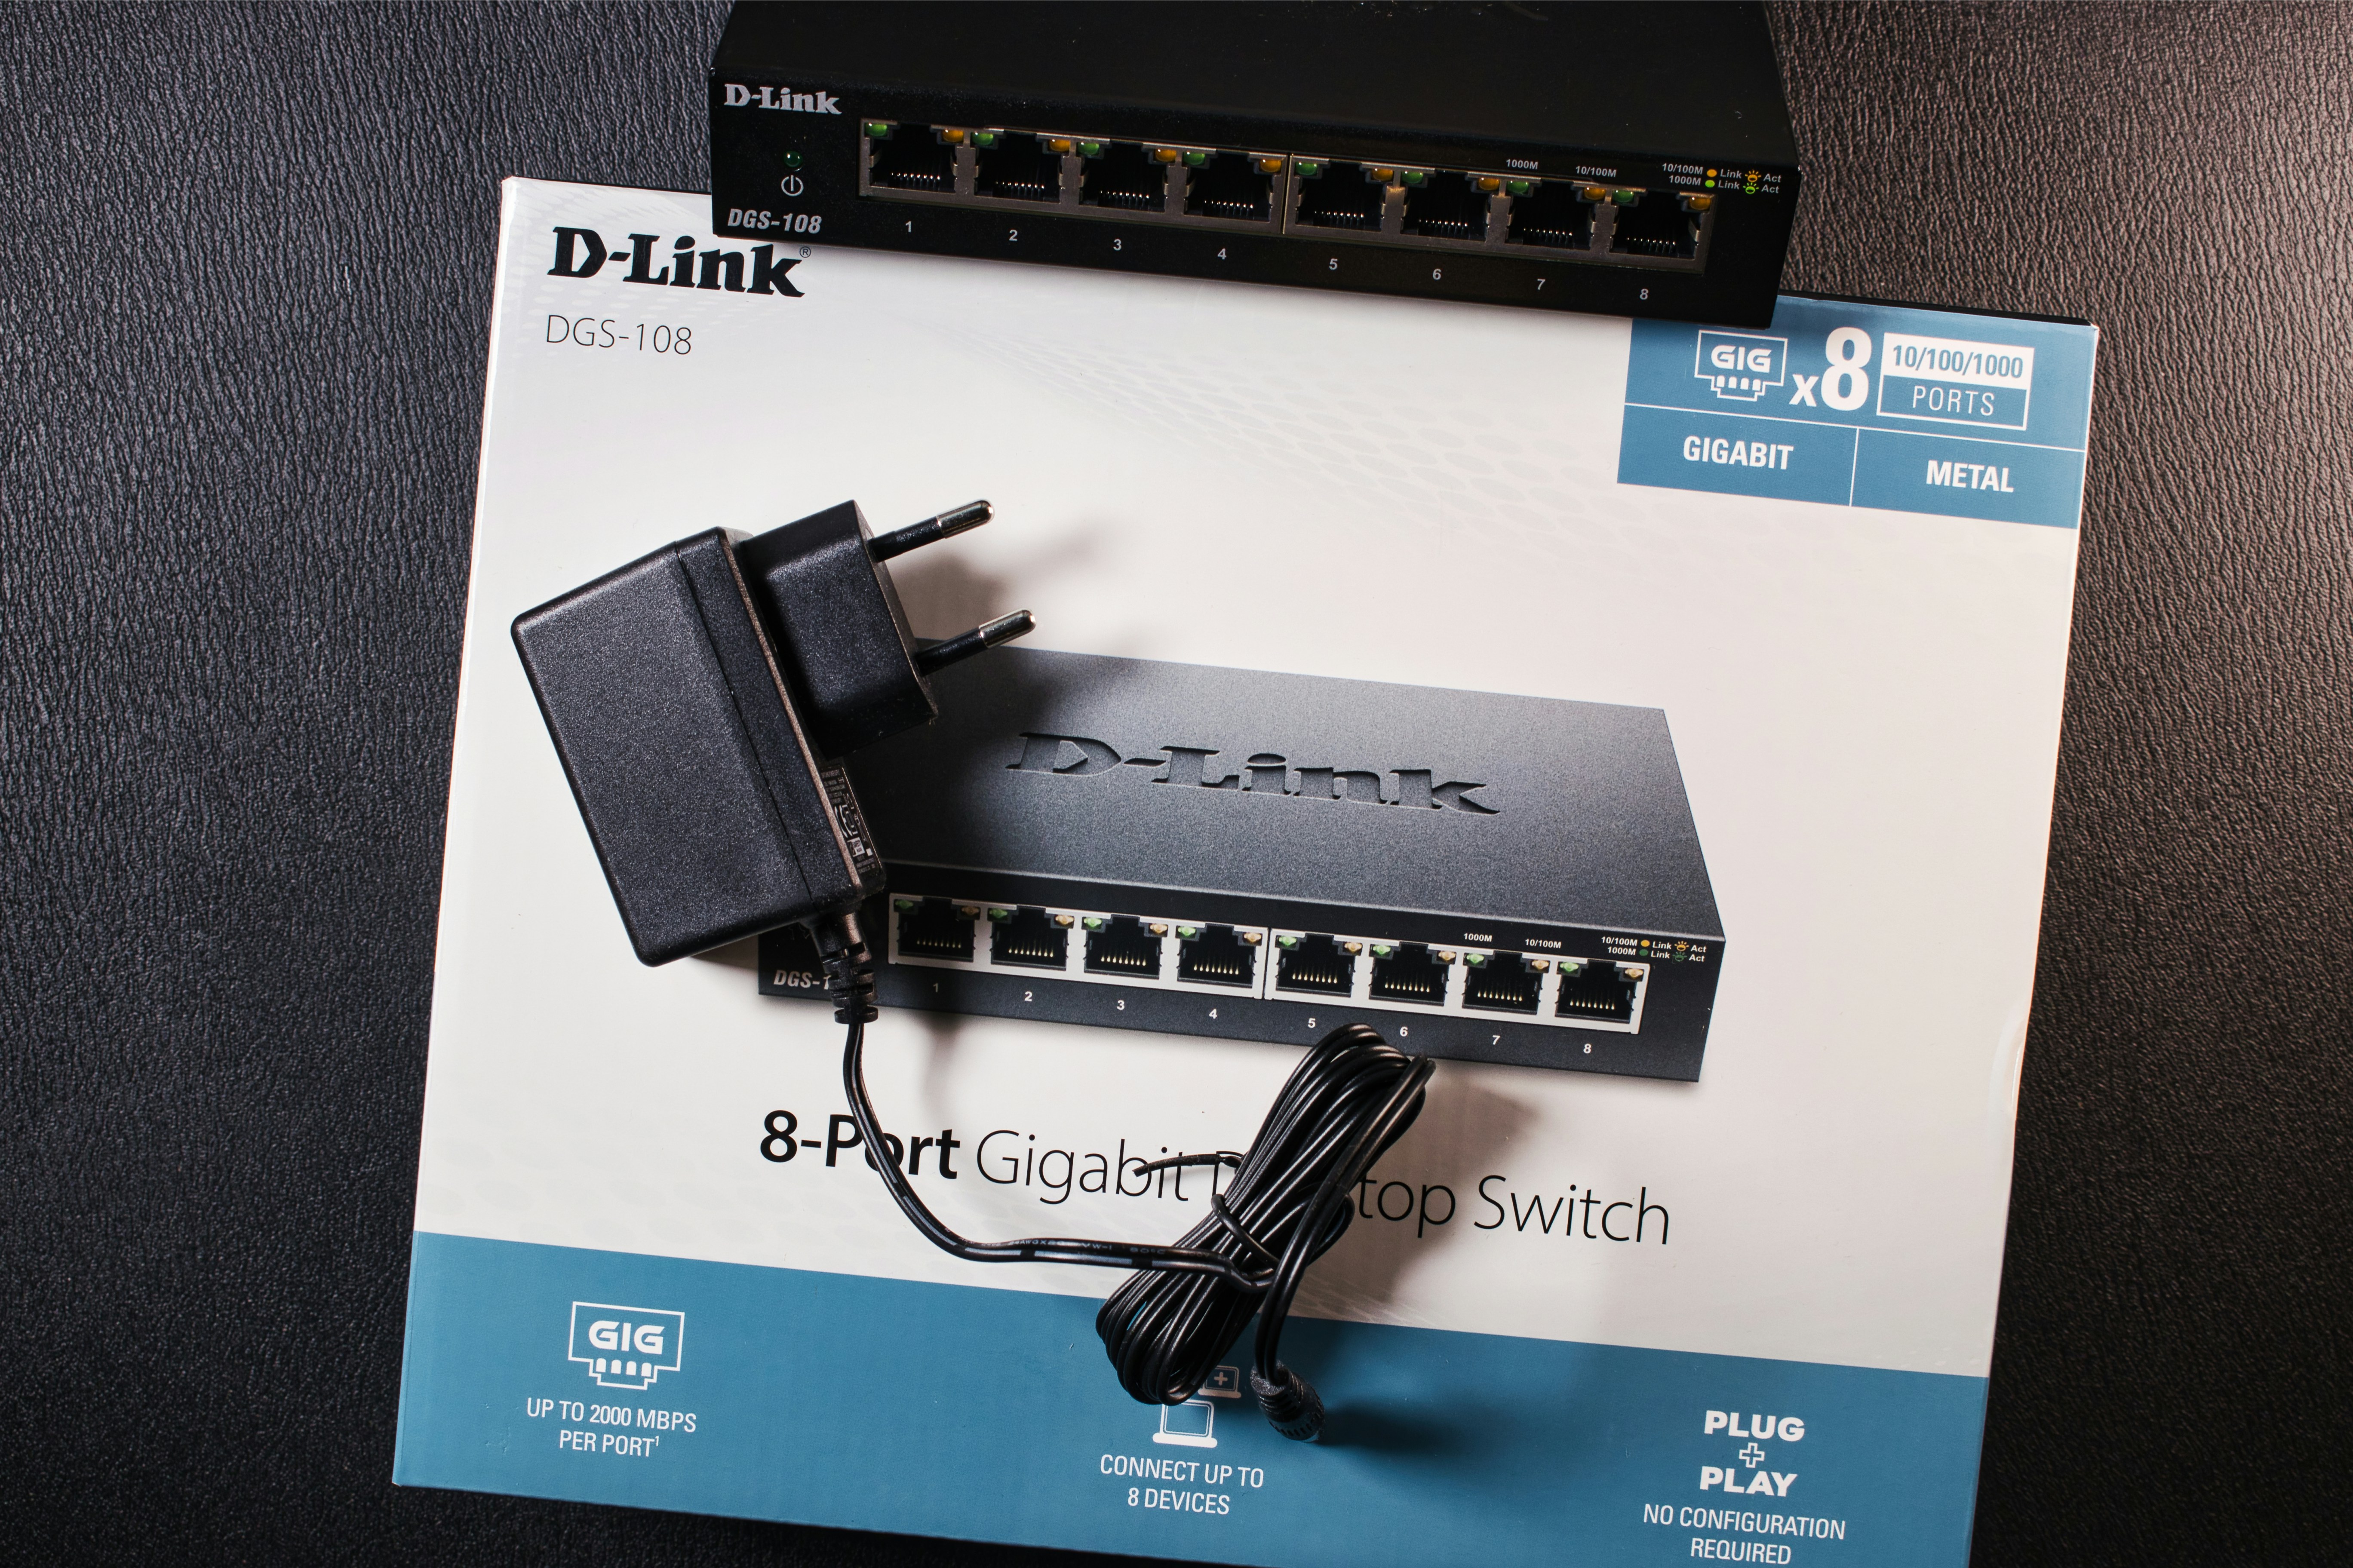 D-Link
DGS-108
1000M 10/100M
10/100M Link Act
1000M Link Act
1 2 3 4 5 6 7 8
D-Link®
DGS-108
GIG x8 10/100/1000
PORTS
GIGABIT METAL
D-Link
1000M 10/100M
10/100M Link Act
1000M Link Act
DGS-1
1 2 3 4 5 6 7 8
8-Port Gigabit top Switch
GIG
UP TO 2000 MBPS
PER PORT¹
CONNECT UP TO
8 DEVICES
PLUG
+
PLAY
NO CONFIGURATION
REQUIRED